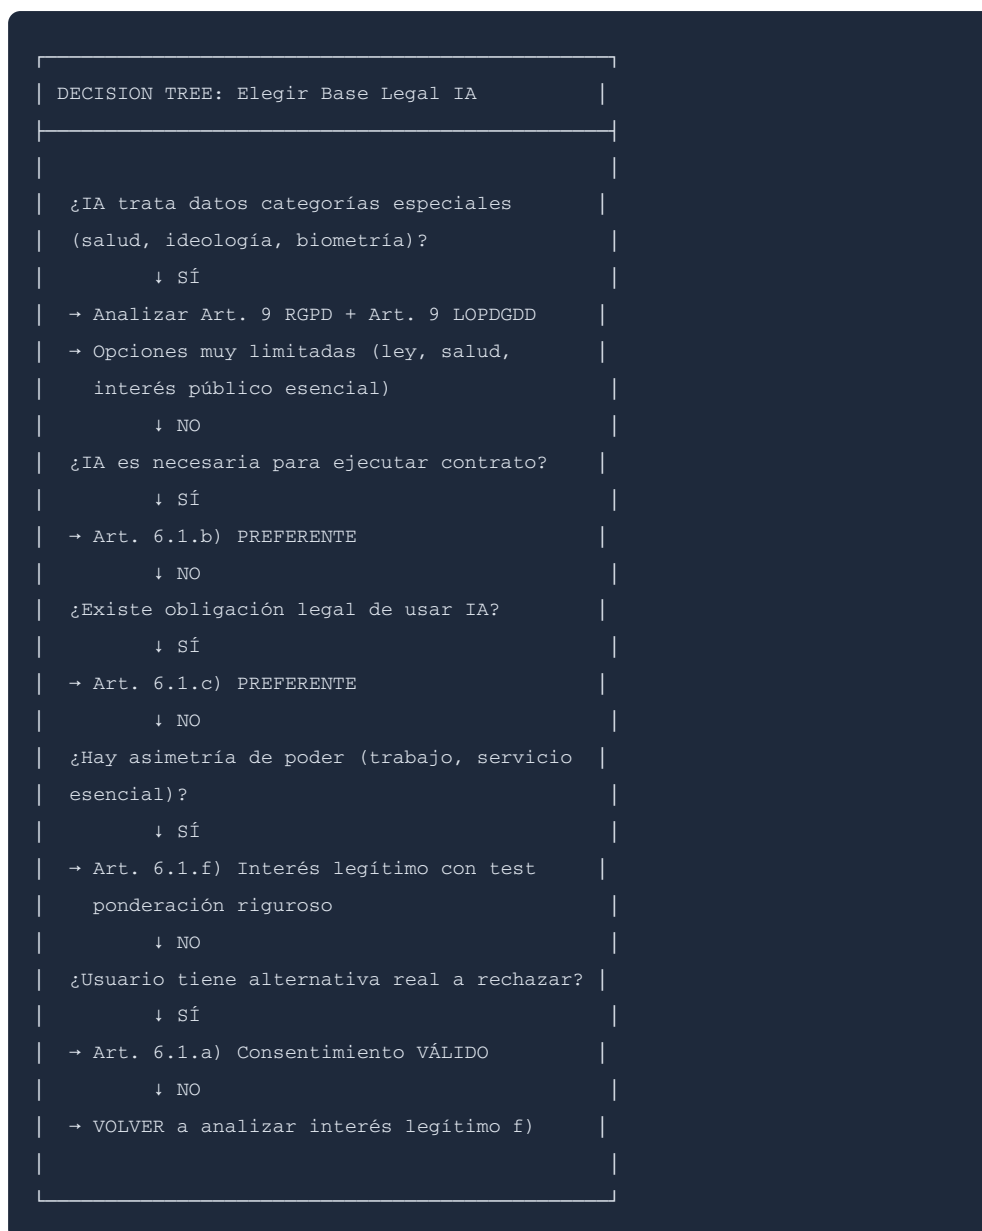 DECISION TREE: Elegir Base Legal IA
¿IA trata datos categorías especiales
(salud, ideología, biometría)?
↓ SÍ
→ Analizar Art. 9 RGPD + Art. 9 LOPDGDD
→ Opciones muy limitadas (ley, salud,
interés público esencial)
↓ NO
¿IA es necesaria para ejecutar contrato?
↓ SÍ
→ Art. 6.1.b) PREFERENTE
↓ NO
¿Existe obligación legal de usar IA?
↓ SÍ
→ Art. 6.1.c) PREFERENTE
↓ NO
¿Hay asimetría de poder (trabajo, servicio
esencial)?
↓ SÍ
→ Art. 6.1.f) Interés legítimo con test
ponderación riguroso
↓ NO
¿Usuario tiene alternativa real a rechazar?
↓ SÍ
→ Art. 6.1.a) Consentimiento VÁLIDO
↓ NO
→ VOLVER a analizar interés legítimo f)